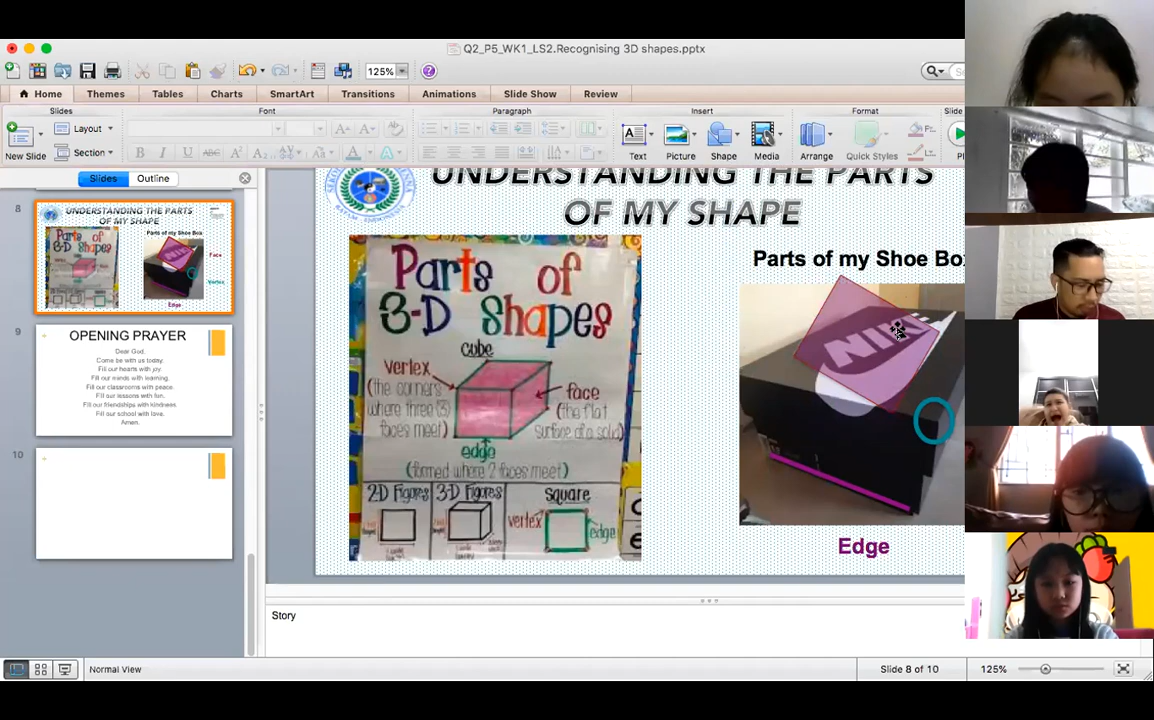 Q2_P5_WK1_LS2.Recognising 3D shapes.pptx
125%
Home Themes Tables Charts SmartArt Transitions Animations Slide Show Review
Slides Font Paragraph Insert Format Slide
New Slide
Layout
Section
Text Picture Shape Media Arrange Quick Styles
Slides Outline
8
UNDERSTANDING THE PARTS
OF MY SHAPE
Parts of
3-D Shapes
Parts of my Shoe Box
Face
Vertex
Edge
9
OPENING PRAYER
Dear God,
Come be with us today.
Fill our hearts with joy.
Fill our minds with learning.
Fill our classrooms with peace.
Fill our lessons with fun.
Fill our friendships with kindness.
Fill our school with love.
Amen.
10
UNDERSTANDING THE PARTS
OF MY SHAPE
Parts of
3-D Shapes
cube
vertex
(the corners
where three (3)
faces meet)
face
(the flat
surface of a solid)
edge
(formed where 2 faces meet)
2D Figures
3-D Figures
square
vertex
edge
Parts of my Shoe Bo
NIKE
Edge
Story
Normal View
Slide 8 of 10
125%